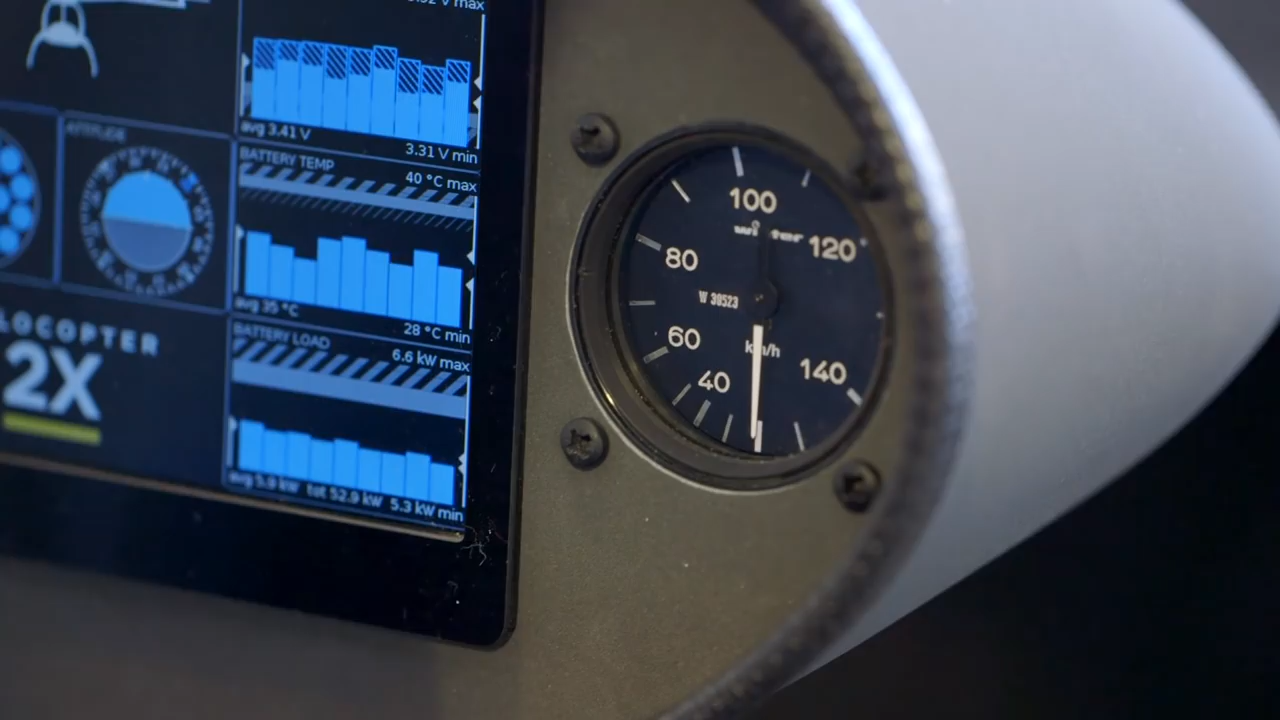 avg 3.41 V
3.31 V min
ATTITUDE
BATTERY TEMP
40 °C max
avg 35 °C
28 °C min
BATTERY LOAD
6.6 kW max
avg 5.9 kW tot 52.9 kW 5.3 kW min
LOCOPTER
2X
100
winter
120
80
W 30523
60
km/h
140
40